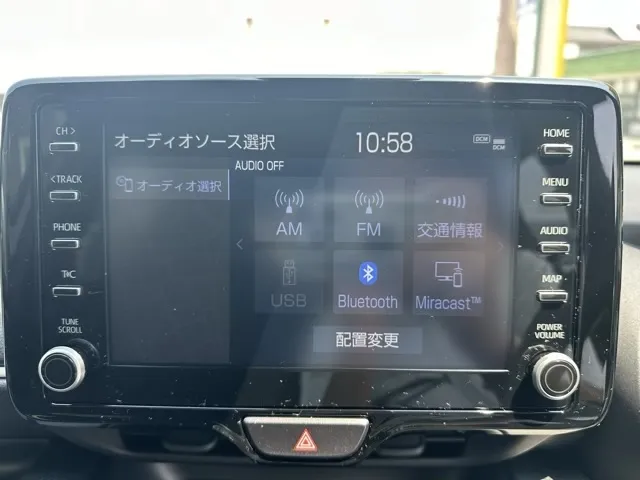 CH >
< TRACK
PHONE
T&C
TUNE
SCROLL
オーディオソース選択
10:58
DCM
DCM
AUDIO OFF
オーディオ選択
AM
FM
交通情報
USB
Bluetooth
Miracast™
配置変更
HOME
MENU
AUDIO
MAP
POWER
VOLUME